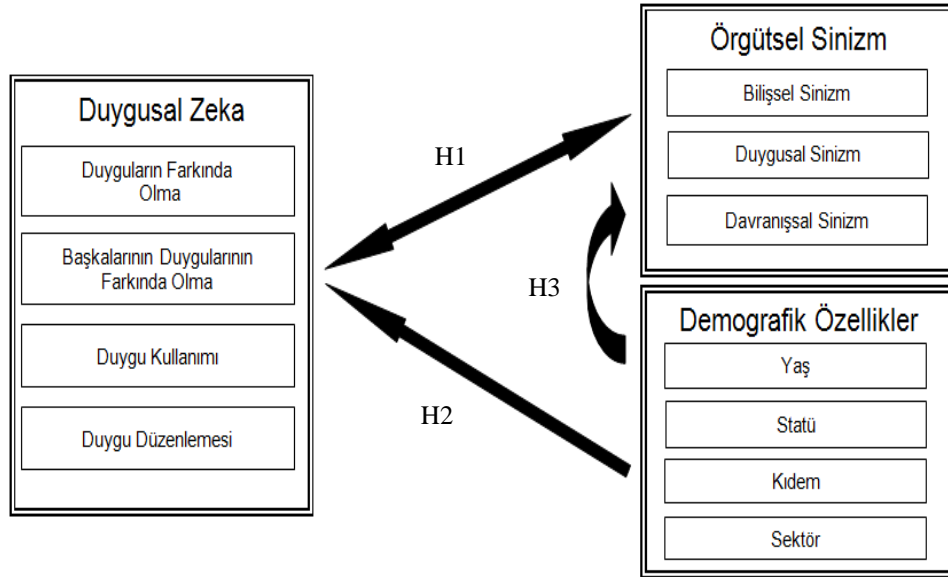 Duygusal Zeka
Duyguların Farkında
Olma
Başkalarının Duygularının
Farkında Olma
Duygu Kullanımı
Duygu Düzenlemesi
H1
H3
H2
Örgütsel Sinizm
Bilişsel Sinizm
Duygusal Sinizm
Davranışsal Sinizm
Demografik Özellikler
Yaş
Statü
Kıdem
Sektör